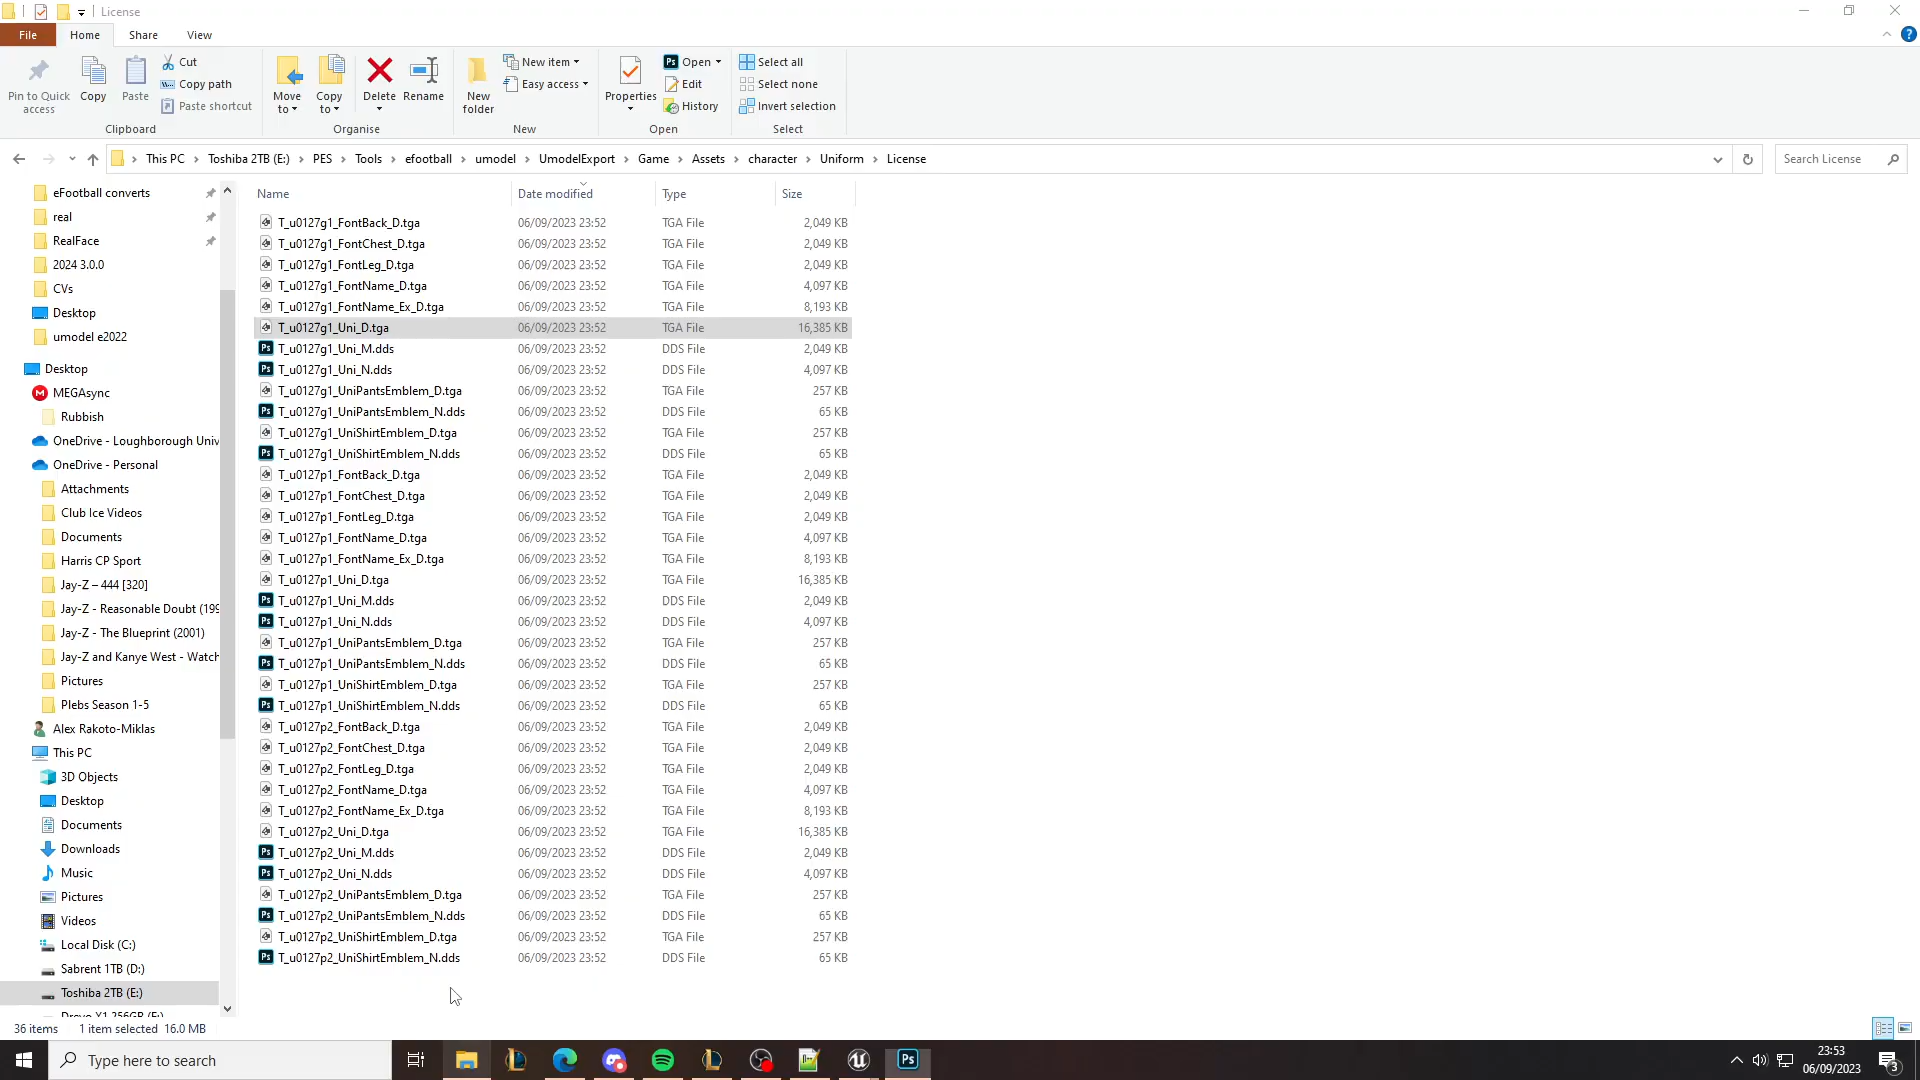 License
File Home Share View
Pin to Quick access
Copy
Paste
Cut
Copy path
Paste shortcut
Clipboard
Move to
Copy to
Delete
Rename
Organise
New folder
New item
Easy access
New
Properties
Open
Edit
History
Open
Select all
Select none
Invert selection
Select
This PC > Toshiba 2TB (E:) > PES > Tools > efootball > umodel > UmodelExport > Game > Assets > character > Uniform > License
Search License
eFootball converts
real
RealFace
2024 3.0.0
CVs
Desktop
umodel e2022
Desktop
MEGAsync
Rubbish
OneDrive - Loughborough Univ
OneDrive - Personal
Attachments
Club Ice Videos
Documents
Harris CP Sport
Jay-Z – 444 [320]
Jay-Z - Reasonable Doubt (199
Jay-Z - The Blueprint (2001)
Jay-Z and Kanye West - Watch
Pictures
Plebs Season 1-5
Alex Rakoto-Miklas
This PC
3D Objects
Desktop
Documents
Downloads
Music
Pictures
Videos
Local Disk (C:)
Sabrent 1TB (D:)
Toshiba 2TB (E:)
Name Date modified Type Size
T_u0127g1_FontBack_D.tga 06/09/2023 23:52 TGA File 2,049 KB
T_u0127g1_FontChest_D.tga 06/09/2023 23:52 TGA File 2,049 KB
T_u0127g1_FontLeg_D.tga 06/09/2023 23:52 TGA File 2,049 KB
T_u0127g1_FontName_D.tga 06/09/2023 23:52 TGA File 4,097 KB
T_u0127g1_FontName_Ex_D.tga 06/09/2023 23:52 TGA File 8,193 KB
T_u0127g1_Uni_D.tga 06/09/2023 23:52 TGA File 16,385 KB
T_u0127g1_Uni_M.dds 06/09/2023 23:52 DDS File 2,049 KB
T_u0127g1_Uni_N.dds 06/09/2023 23:52 DDS File 4,097 KB
T_u0127g1_UniPantsEmblem_D.tga 06/09/2023 23:52 TGA File 257 KB
T_u0127g1_UniPantsEmblem_N.dds 06/09/2023 23:52 DDS File 65 KB
T_u0127g1_UniShirtEmblem_D.tga 06/09/2023 23:52 TGA File 257 KB
T_u0127g1_UniShirtEmblem_N.dds 06/09/2023 23:52 DDS File 65 KB
T_u0127p1_FontBack_D.tga 06/09/2023 23:52 TGA File 2,049 KB
T_u0127p1_FontChest_D.tga 06/09/2023 23:52 TGA File 2,049 KB
T_u0127p1_FontLeg_D.tga 06/09/2023 23:52 TGA File 2,049 KB
T_u0127p1_FontName_D.tga 06/09/2023 23:52 TGA File 4,097 KB
T_u0127p1_FontName_Ex_D.tga 06/09/2023 23:52 TGA File 8,193 KB
T_u0127p1_Uni_D.tga 06/09/2023 23:52 TGA File 16,385 KB
T_u0127p1_Uni_M.dds 06/09/2023 23:52 DDS File 2,049 KB
T_u0127p1_Uni_N.dds 06/09/2023 23:52 DDS File 4,097 KB
T_u0127p1_UniPantsEmblem_D.tga 06/09/2023 23:52 TGA File 257 KB
T_u0127p1_UniPantsEmblem_N.dds 06/09/2023 23:52 DDS File 65 KB
T_u0127p1_UniShirtEmblem_D.tga 06/09/2023 23:52 TGA File 257 KB
T_u0127p1_UniShirtEmblem_N.dds 06/09/2023 23:52 DDS File 65 KB
T_u0127p2_FontBack_D.tga 06/09/2023 23:52 TGA File 2,049 KB
T_u0127p2_FontChest_D.tga 06/09/2023 23:52 TGA File 2,049 KB
T_u0127p2_FontLeg_D.tga 06/09/2023 23:52 TGA File 2,049 KB
T_u0127p2_FontName_D.tga 06/09/2023 23:52 TGA File 4,097 KB
T_u0127p2_FontName_Ex_D.tga 06/09/2023 23:52 TGA File 8,193 KB
T_u0127p2_Uni_D.tga 06/09/2023 23:52 TGA File 16,385 KB
T_u0127p2_Uni_M.dds 06/09/2023 23:52 DDS File 2,049 KB
T_u0127p2_Uni_N.dds 06/09/2023 23:52 DDS File 4,097 KB
T_u0127p2_UniPantsEmblem_D.tga 06/09/2023 23:52 TGA File 257 KB
T_u0127p2_UniPantsEmblem_N.dds 06/09/2023 23:52 DDS File 65 KB
T_u0127p2_UniShirtEmblem_D.tga 06/09/2023 23:52 TGA File 257 KB
T_u0127p2_UniShirtEmblem_N.dds 06/09/2023 23:52 DDS File 65 KB
36 items 1 item selected 16.0 MB
Type here to search
Ps
23:53
06/09/2023
3